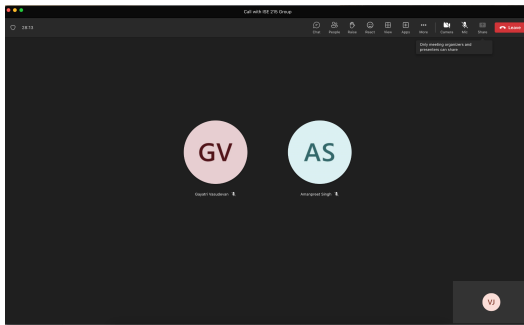 Call with ISE 215 Group
28:13
Chat People Raise React View Apps More Camera Mic Share Leave
Only meeting organizers and
presenters can share
GV AS
Gayatri Vasudevan Amanpreet Singh
VJ